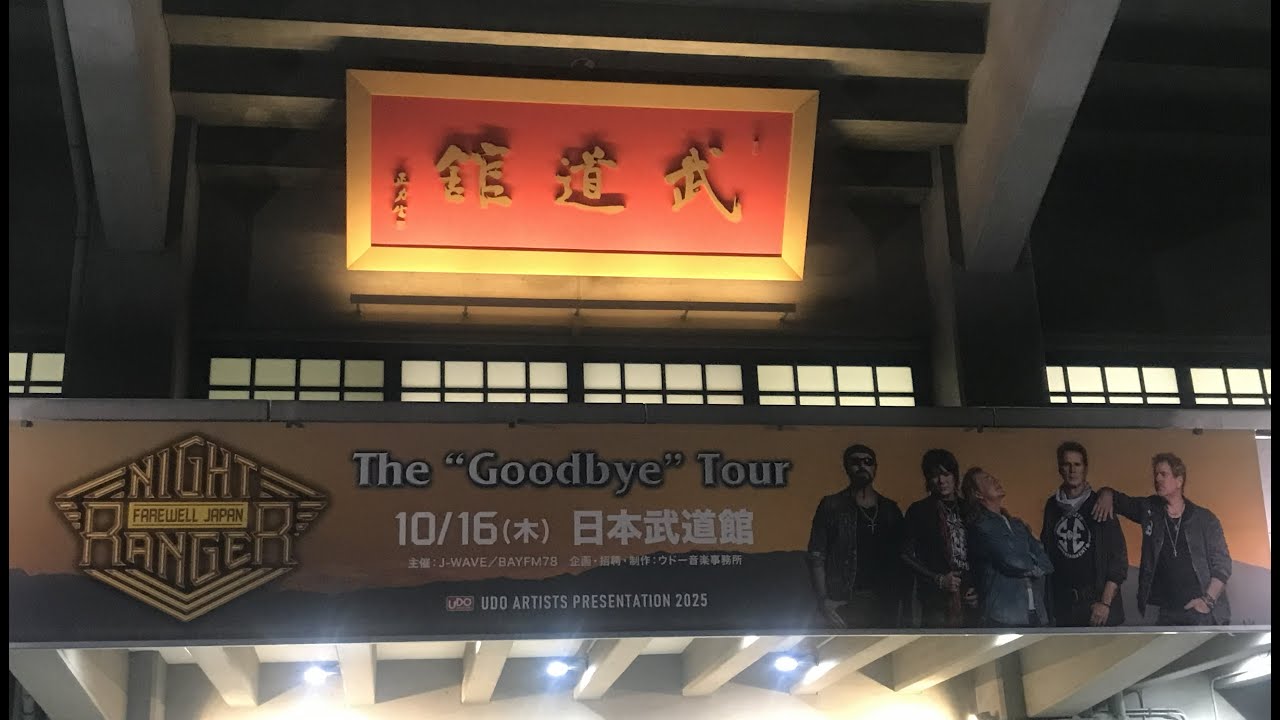 武道館
NIGHT
FAREWELL JAPAN
RANGER
The “Goodbye” Tour
10/16(木) 日本武道館
主催：J-WAVE／BAYFM78 企画・招聘・制作：ウドー音楽事務所
UDO UDO ARTISTS PRESENTATION 2025